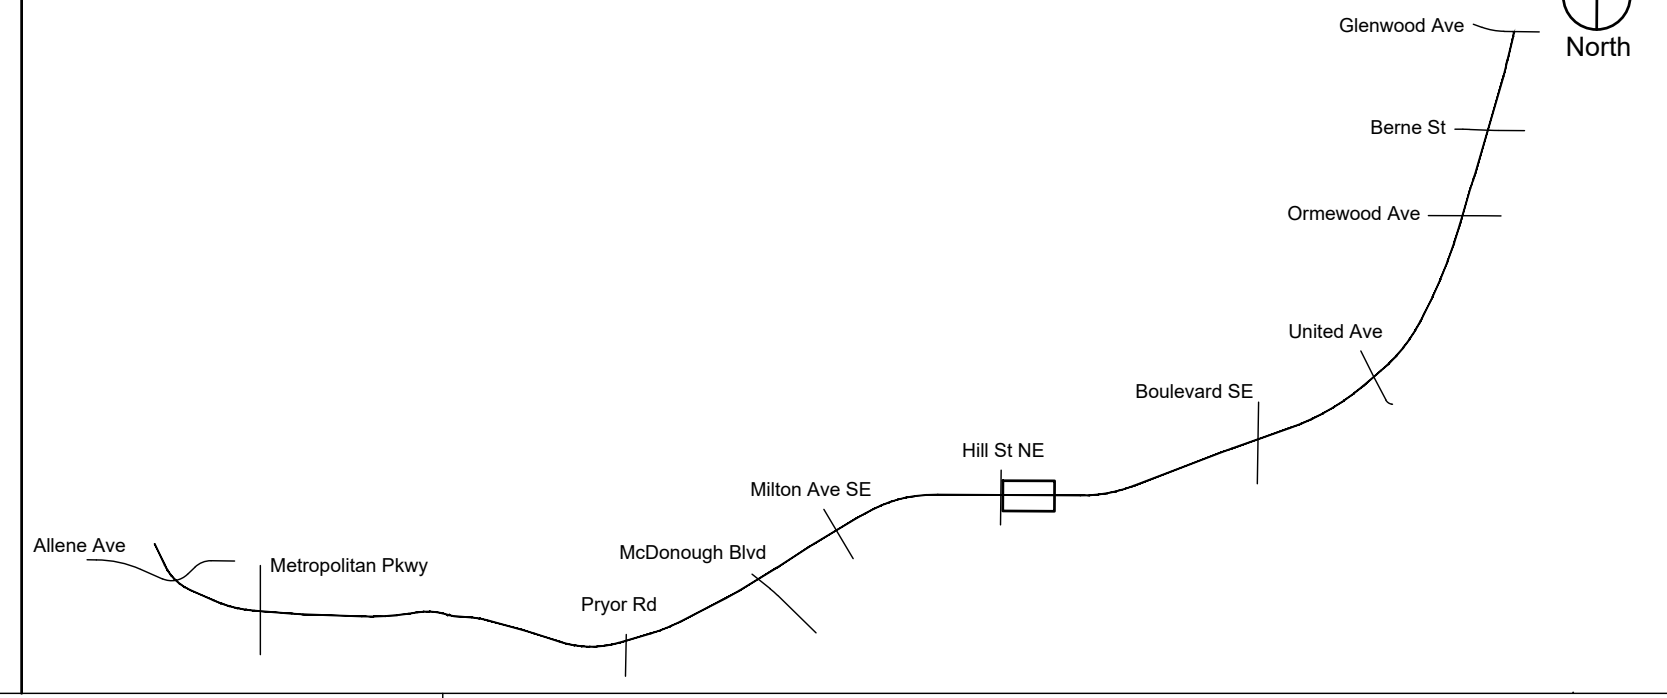 Glenwood Ave
North
Berne St
Ormewood Ave
United Ave
Boulevard SE
Hill St NE
Milton Ave SE
Allene Ave
McDonough Blvd
Metropolitan Pkwy
Pryor Rd